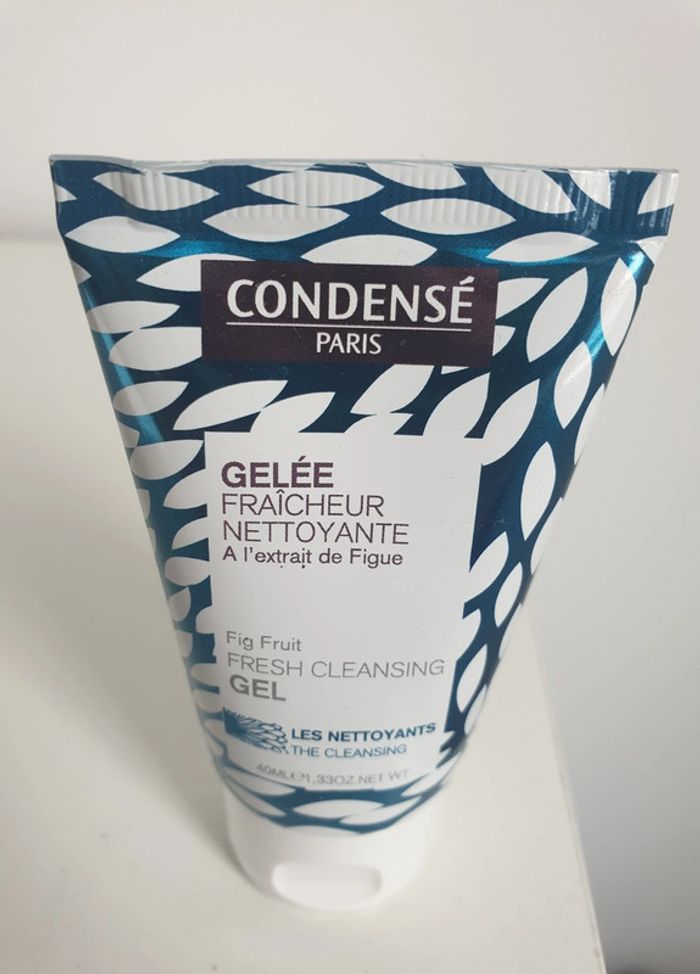 CONDENSÉ
PARIS
GELÉE
FRAÎCHEUR
NETTOYANTE
A l'extrait de Figue
Fig Fruit
FRESH CLEANSING
GEL
LES NETTOYANTS
THE CLEANSING
40ML℮1,33OZ.NET WT